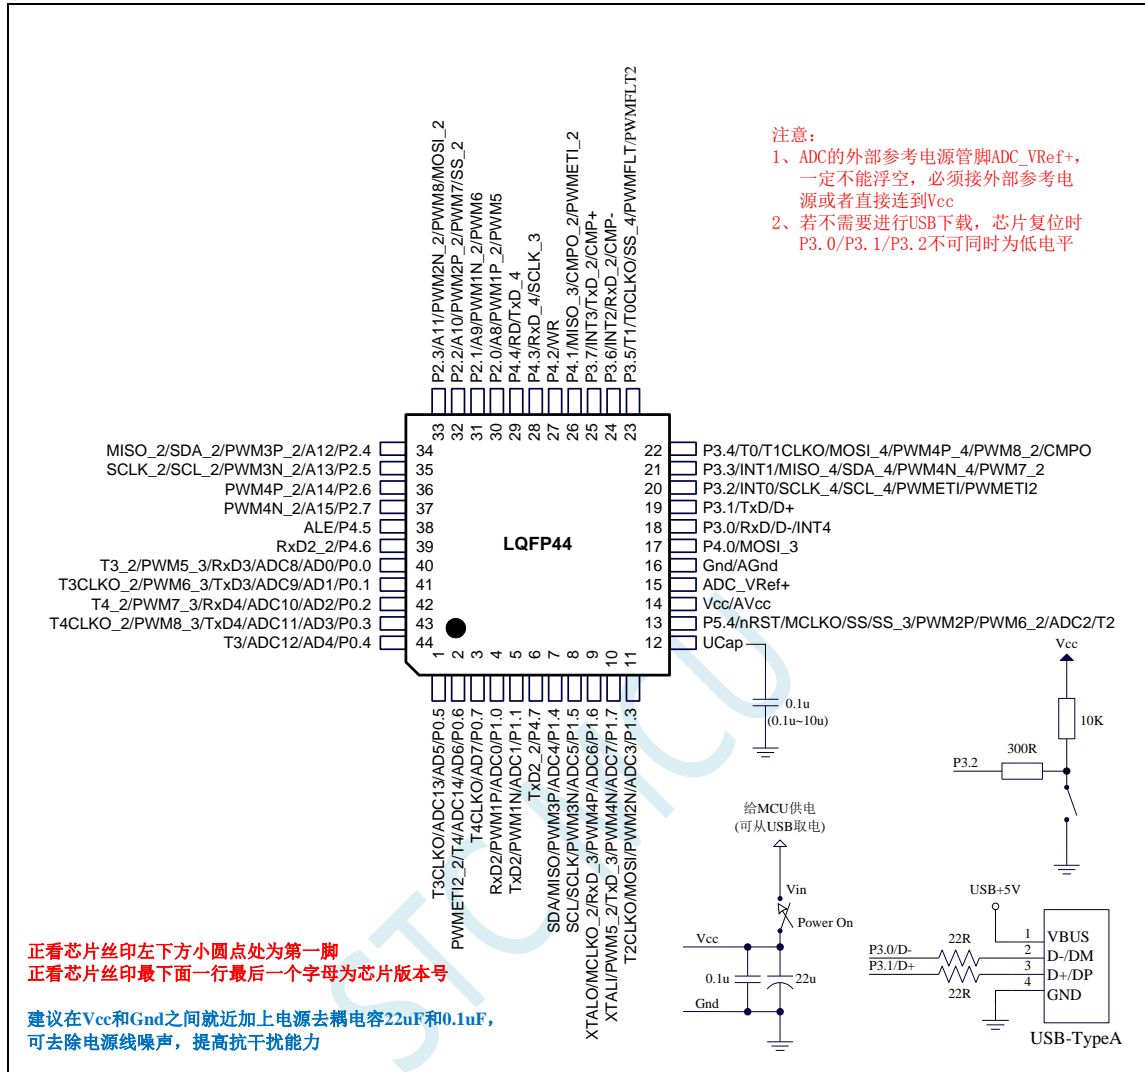 P2.3/A11/PWM2N_2/PWM8/MOSI_2
P2.2/A10/PWM2P_2/PWM7/SS_2
P2.1/A9/PWM1N_2/PWM6
P2.0/A8/PWM1P_2/PWM5
P4.4/RD/TxD_4
P4.3/RxD_4/SCLK_3
P4.2/WR
P4.1/MISO_3/CMPO_2/PWMETI_2
P3.7/INT3/TxD_2/CMP+
P3.6/INT2/RxD_2/CMP-
P3.5/T1/T0CLKO/SS_4/PWMFLT/PWMFLT2
注意：
1、ADC的外部参考电源管脚ADC_VRef+，
一定不能浮空，必须接外部参考电
源或者直接连到Vcc
2、若不需要进行USB下载，芯片复位时
P3.0/P3.1/P3.2不可同时为低电平
33
32
31
30
29
28
27
26
25
24
23
MISO_2/SDA_2/PWM3P_2/A12/P2.4 34
SCLK_2/SCL_2/PWM3N_2/A13/P2.5 35
PWM4P_2/A14/P2.6 36
PWM4N_2/A15/P2.7 37
ALE/P4.5 38
RxD2_2/P4.6 39
T3_2/PWM5_3/RxD3/ADC8/AD0/P0.0 40
T3CLKO_2/PWM6_3/TxD3/ADC9/AD1/P0.1 41
T4_2/PWM7_3/RxD4/ADC10/AD2/P0.2 42
T4CLKO_2/PWM8_3/TxD4/ADC11/AD3/P0.3 43
T3/ADC12/AD4/P0.4 44
LQFP44
22 P3.4/T0/T1CLKO/MOSI_4/PWM4P_4/PWM8_2/CMPO
21 P3.3/INT1/MISO_4/SDA_4/PWM4N_4/PWM7_2
20 P3.2/INT0/SCLK_4/SCL_4/PWMETI/PWMETI2
19 P3.1/TxD/D+
18 P3.0/RxD/D-/INT4
17 P4.0/MOSI_3
16 Gnd/AGnd
15 ADC_VRef+
14 Vcc/AVcc
13 P5.4/nRST/MCLKO/SS/SS_3/PWM2P/PWM6_2/ADC2/T2
12 UCap
1
2
3
4
5
6
7
8
9
10
11
T3CLKO/ADC13/AD5/P0.5
PWMETI2_2/T4/ADC14/AD6/P0.6
T4CLKO/AD7/P0.7
RxD2/PWM1P/ADC0/P1.0
TxD2/PWM1N/ADC1/P1.1
TxD2_2/P4.7
SDA/MISO/PWM3P/ADC4/P1.4
SCL/SCLK/PWM3N/ADC5/P1.5
XTALO/MCLKO_2/RxD_3/PWM4P/ADC6/P1.6
XTALI/PWM5_2/TxD_3/PWM4N/ADC7/P1.7
T2CLKO/MOSI/PWM2N/ADC3/P1.3
0.1u
(0.1u~10u)
Vcc
10K
300R
P3.2
给MCU供电
(可从USB取电)
Vin
Power On
Vcc
0.1u
22u
Gnd
USB+5V
P3.0/D-
22R
P3.1/D+
22R
1 VBUS
2 D-/DM
3 D+/DP
4 GND
USB-TypeA
正看芯片丝印左下方小圆点处为第一脚
正看芯片丝印最下面一行最后一个字母为芯片版本号
建议在Vcc和Gnd之间就近加上电源去耦电容22uF和0.1uF，
可去除电源线噪声，提高抗干扰能力
STCMCU